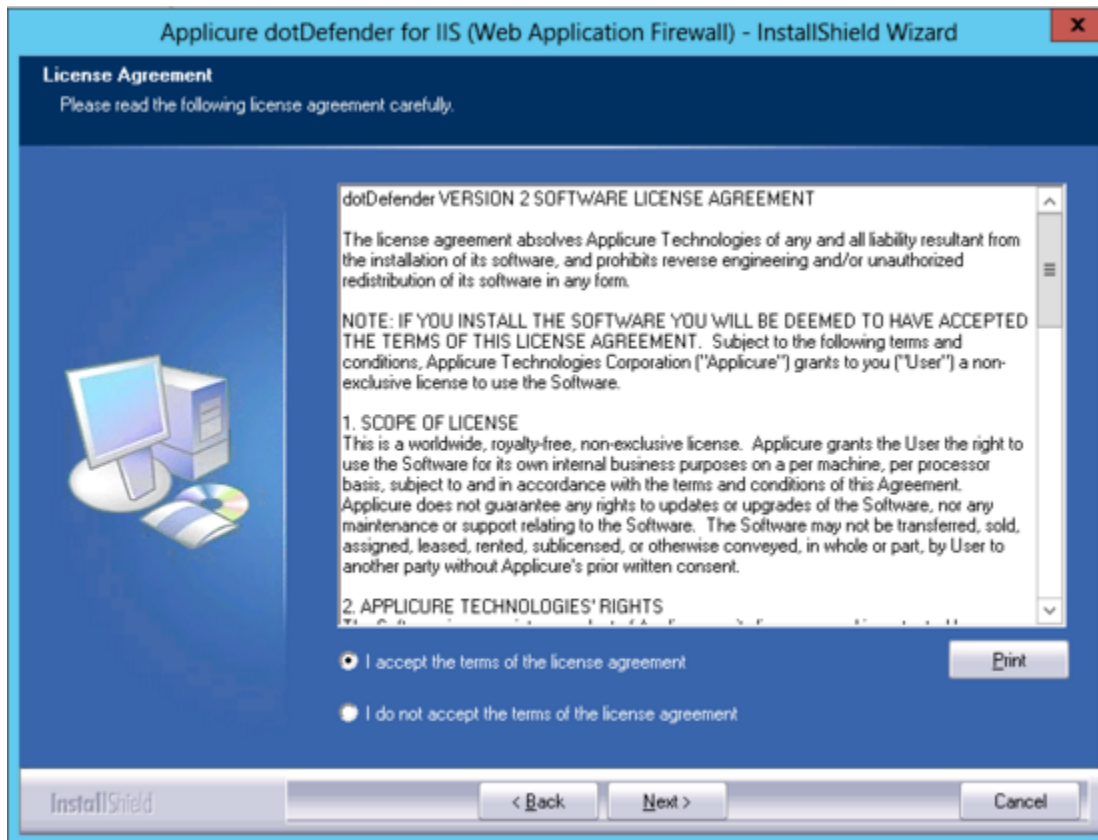 Applicure dotDefender for IIS (Web Application Firewall) - InstallShield Wizard
x
License Agreement
Please read the following license agreement carefully.
dotDefender VERSION 2 SOFTWARE LICENSE AGREEMENT
The license agreement absolves Applicure Technologies of any and all liability resultant from
the installation of its software, and prohibits reverse engineering and/or unauthorized
redistribution of its software in any form.
NOTE: IF YOU INSTALL THE SOFTWARE YOU WILL BE DEEMED TO HAVE ACCEPTED
THE TERMS OF THIS LICENSE AGREEMENT. Subject to the following terms and
conditions, Applicure Technologies Corporation ("Applicure") grants to you ("User") a non-
exclusive license to use the Software.
1. SCOPE OF LICENSE
This is a worldwide, royalty-free, non-exclusive license. Applicure grants the User the right to
use the Software for its own internal business purposes on a per machine, per processor
basis, subject to and in accordance with the terms and conditions of this Agreement.
Applicure does not guarantee any rights to updates or upgrades of the Software, nor any
maintenance or support relating to the Software. The Software may not be transferred, sold,
assigned, leased, rented, sublicensed, or otherwise conveyed, in whole or part, by User to
another party without Applicure's prior written consent.
2. APPLICURE TECHNOLOGIES' RIGHTS
I accept the terms of the license agreement
Print
I do not accept the terms of the license agreement
InstallShield
< Back
Next >
Cancel